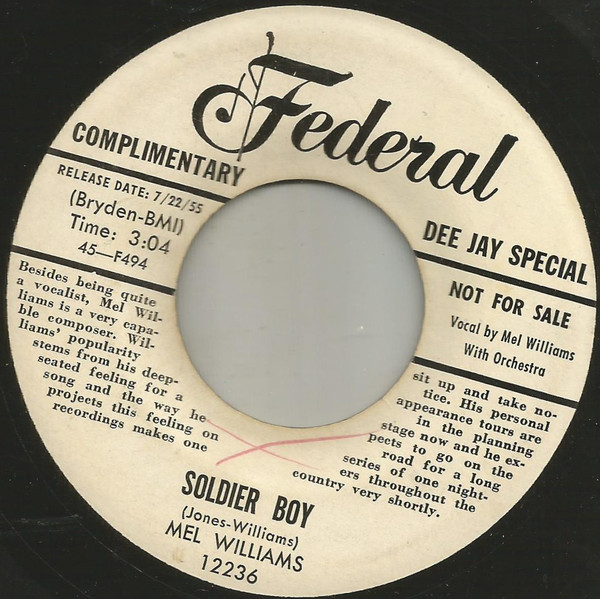 Federal
COMPLIMENTARY
DEE JAY SPECIAL
RELEASE DATE: 7/22/55
(Bryden-BMI)
Time: 3:04
45—F494
NOT FOR SALE
Vocal by Mel Williams
With Orchestra
Besides being quite
a vocalist, Mel Wil-
liams is a very capa-
ble composer. Wil-
liams' popularity
stems from his deep-
seated feeling for a
song and the way he
projects this feeling on
recordings makes one
sit up and take no-
tice. His personal
appearance tours are
in the planning
stage now and he ex-
pects to go on the
road for a long
series of one night-
ers throughout the
country very shortly.
SOLDIER BOY
(Jones-Williams)
MEL WILLIAMS
12236